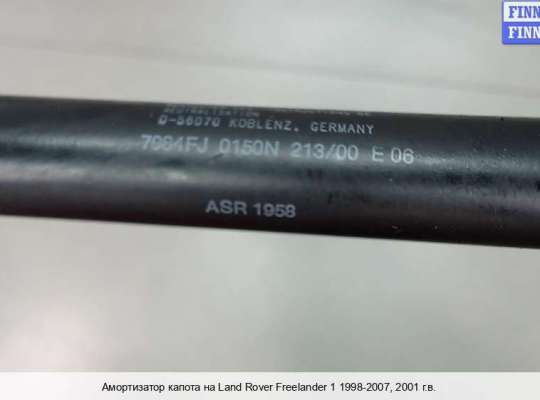 FINN
FINN
D-56070 KOBLENZ, GERMANY
7064FJ 0150N 213/00 E 06
ASR 1958
Амортизатор капота на Land Rover Freelander 1 1998-2007, 2001 г.в.